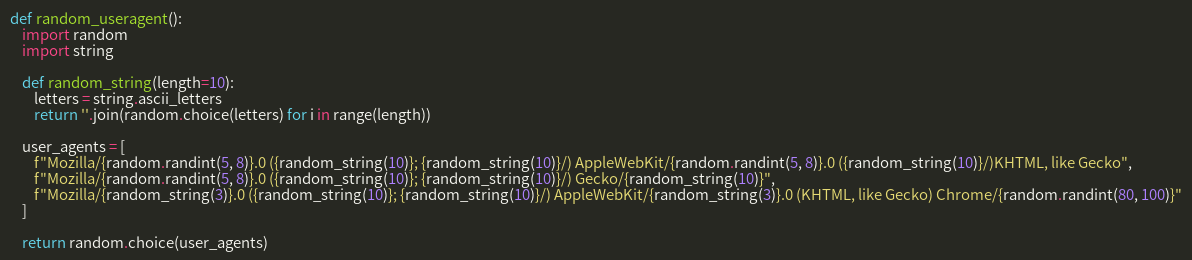 def random_useragent():
import random
import string
def random_string(length=10):
letters = string.ascii_letters
return ''.join(random.choice(letters) for i in range(length))
user_agents = [
f"Mozilla/{random.randint(5, 8)}.0 ({random_string(10)}; {random_string(10)}/) AppleWebKit/{random.randint(5, 8)}.0 ({random_string(10)}/)KHTML, like Gecko",
f"Mozilla/{random.randint(5, 8)}.0 ({random_string(10)}; {random_string(10)}/) Gecko/{random_string(10)}",
f"Mozilla/{random_string(3)}.0 ({random_string(10)}; {random_string(10)}/) AppleWebKit/{random_string(3)}.0 (KHTML, like Gecko) Chrome/{random.randint(80, 100)}"
]
return random.choice(user_agents)